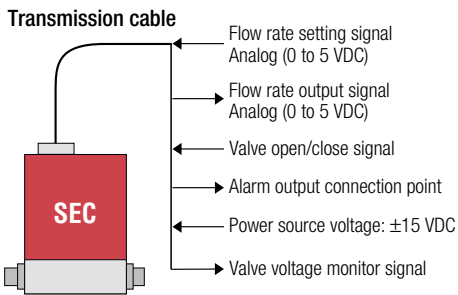 Transmission cable
Flow rate setting signal
Analog (0 to 5 VDC)
Flow rate output signal
Analog (0 to 5 VDC)
Valve open/close signal
Alarm output connection point
SEC
Power source voltage: ±15 VDC
Valve voltage monitor signal